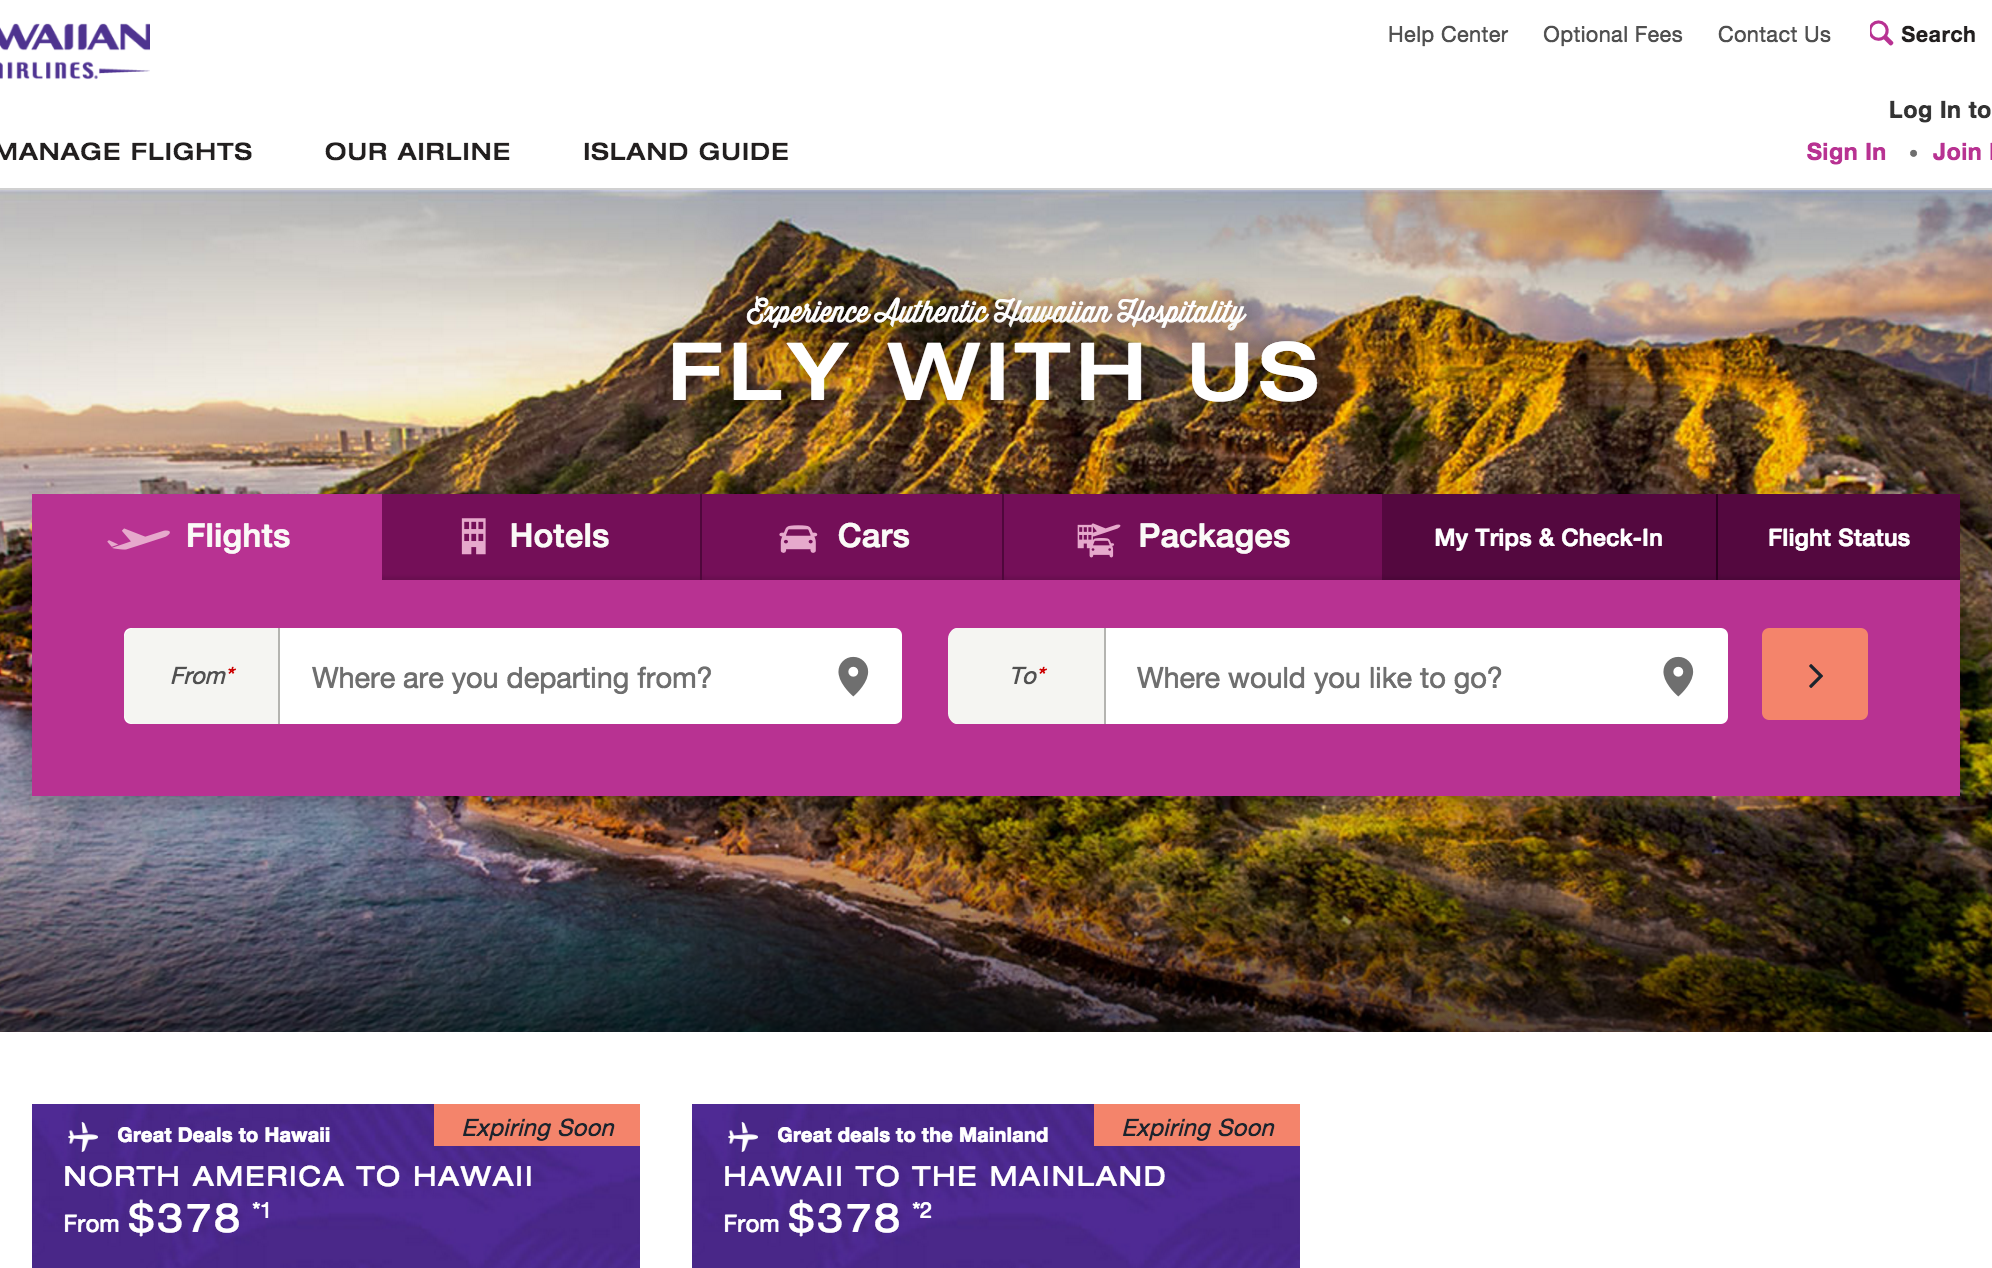 WAIIAN
AIRLINES.
Help Center
Optional Fees
Contact Us
Search
Log In to
MANAGE FLIGHTS
OUR AIRLINE
ISLAND GUIDE
Sign In • Join
Experience Authentic Hawaiian Hospitality
FLY WITH US
Flights
Hotels
Cars
Packages
My Trips & Check-In
Flight Status
From*
Where are you departing from?
To*
Where would you like to go?
Great Deals to Hawaii
Expiring Soon
NORTH AMERICA TO HAWAII
From $378 *1
Great deals to the Mainland
Expiring Soon
HAWAII TO THE MAINLAND
From $378 *2